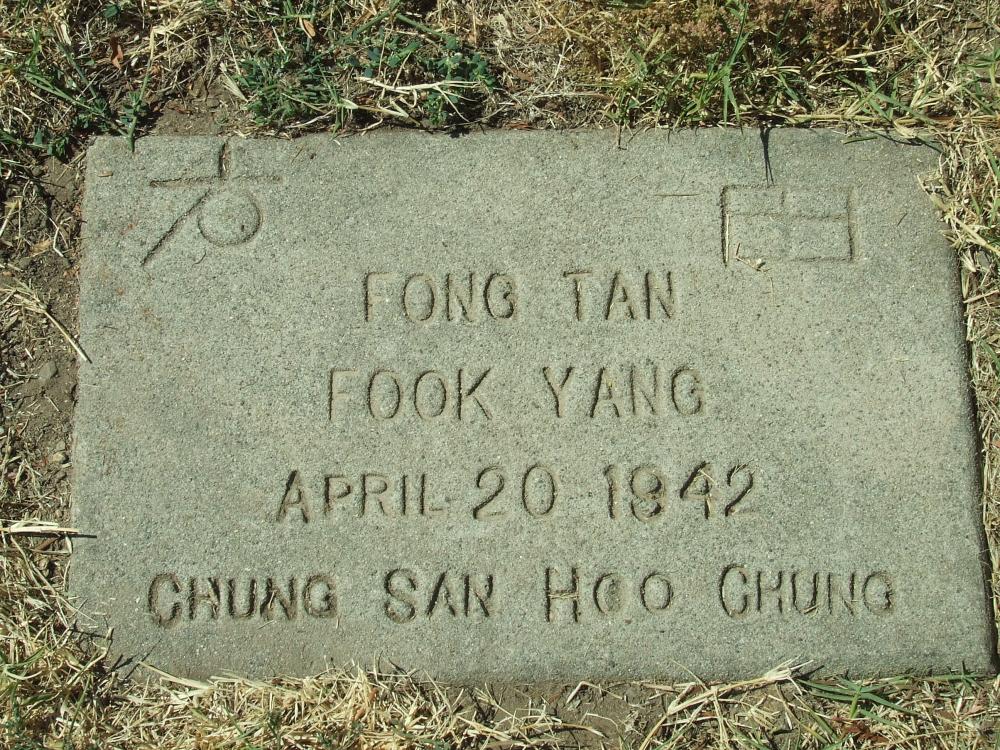 FONG TAN
FOOK YANG
APRIL 20 1942
CHUNG SAN HOO CHUNG